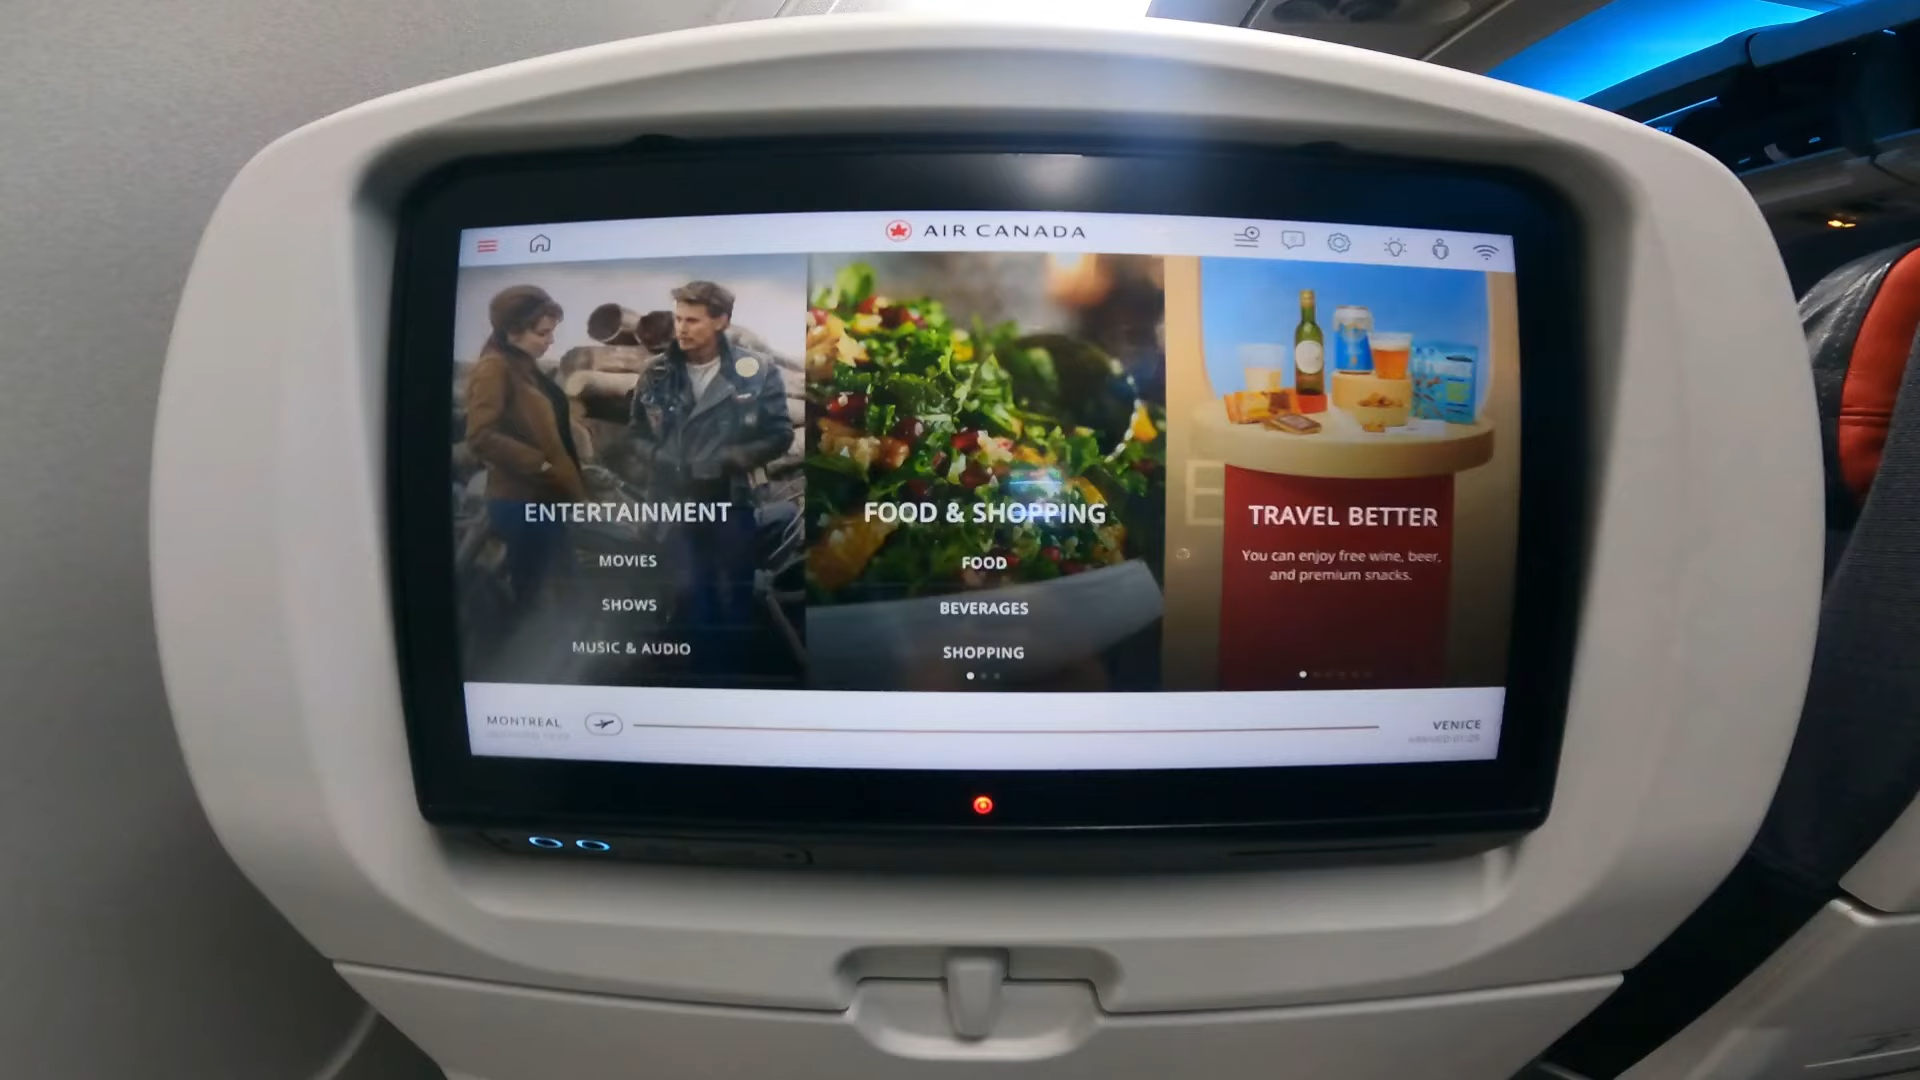 AIR CANADA
ENTERTAINMENT
MOVIES
SHOWS
MUSIC & AUDIO
FOOD & SHOPPING
FOOD
BEVERAGES
SHOPPING
TRAVEL BETTER
You can enjoy free wine, beer,
and premium snacks.
MONTREAL
VENICE